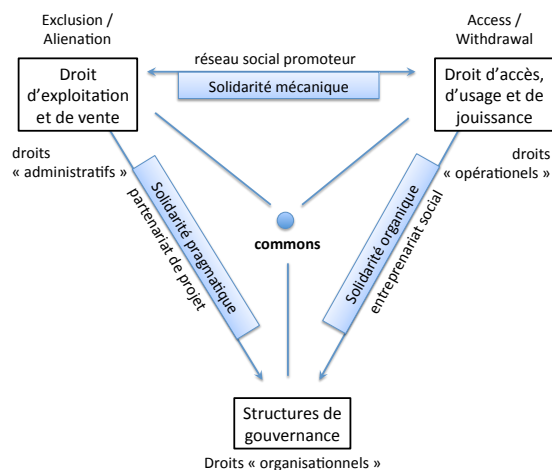 Exclusion /
Alienation
Access /
Withdrawal
Droit
d'exploitation
et de vente
réseau social promoteur
Solidarité mécanique
Droit d'accès,
d'usage et de
jouissance
droits
« administratifs »
droits
« opérationels »
Solidarité pragmatique
partenariat de projet
Solidarité organique
entreprenariat social
commons
Structures de
gouvernance
Droits « organisationnels »